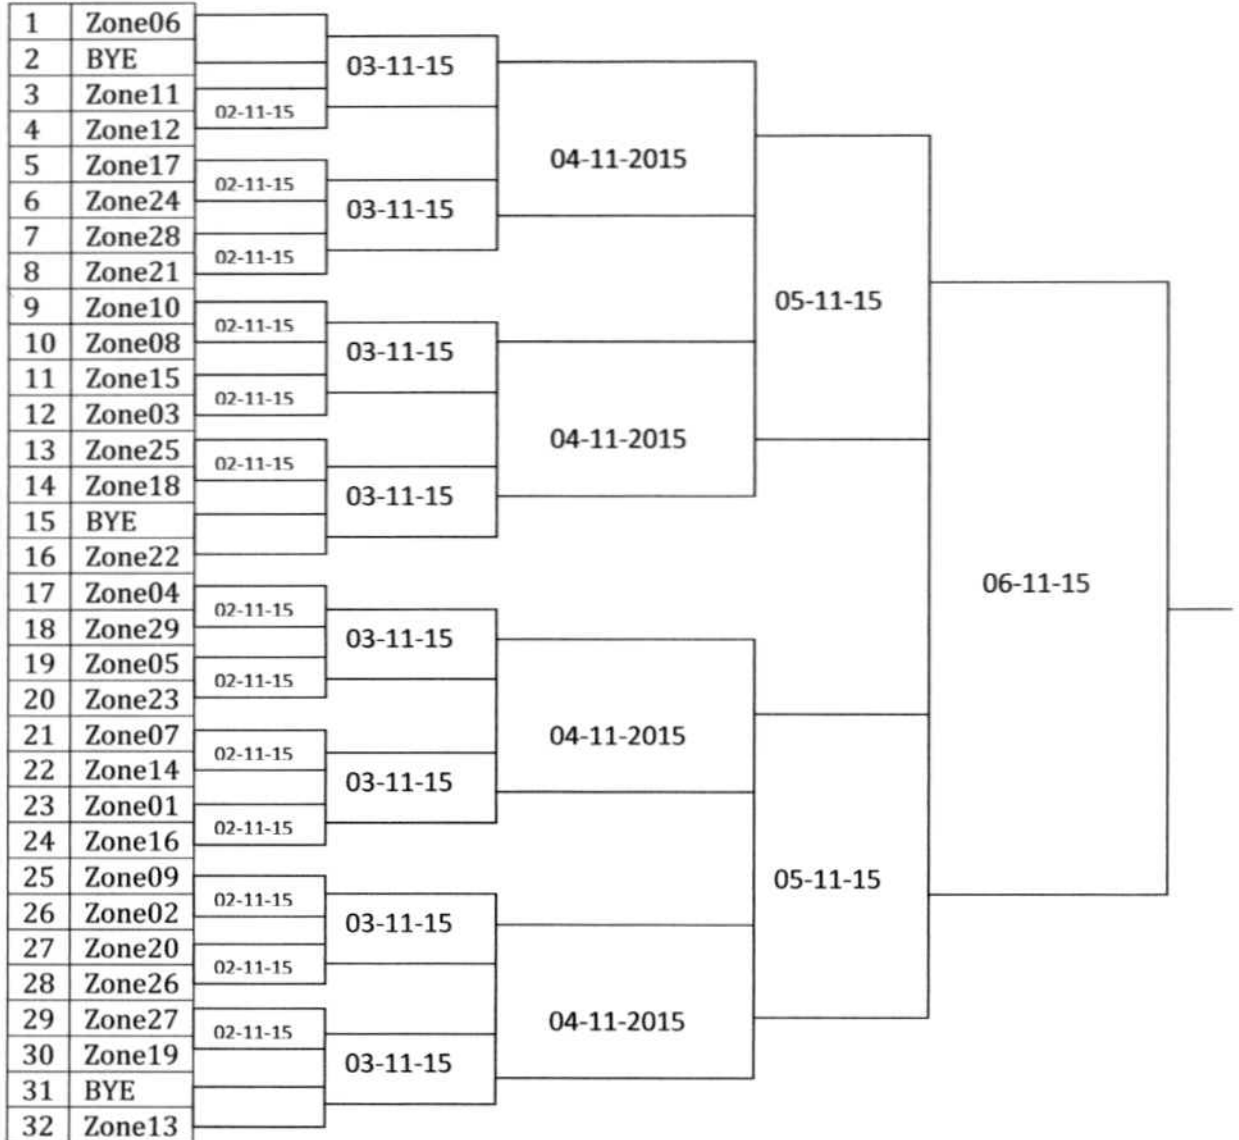 1 Zone06
2 BYE
03-11-15
3 Zone11
02-11-15
4 Zone12
04-11-2015
5 Zone17
02-11-15
6 Zone24
03-11-15
7 Zone28
02-11-15
8 Zone21
05-11-15
9 Zone10
02-11-15
10 Zone08
03-11-15
11 Zone15
02-11-15
12 Zone03
04-11-2015
13 Zone25
02-11-15
14 Zone18
03-11-15
15 BYE
16 Zone22
06-11-15
17 Zone04
02-11-15
18 Zone29
03-11-15
19 Zone05
02-11-15
20 Zone23
21 Zone07
04-11-2015
02-11-15
22 Zone14
03-11-15
23 Zone01
02-11-15
24 Zone16
25 Zone09
05-11-15
02-11-15
26 Zone02
03-11-15
27 Zone20
02-11-15
28 Zone26
29 Zone27
04-11-2015
02-11-15
30 Zone19
03-11-15
31 BYE
32 Zone13